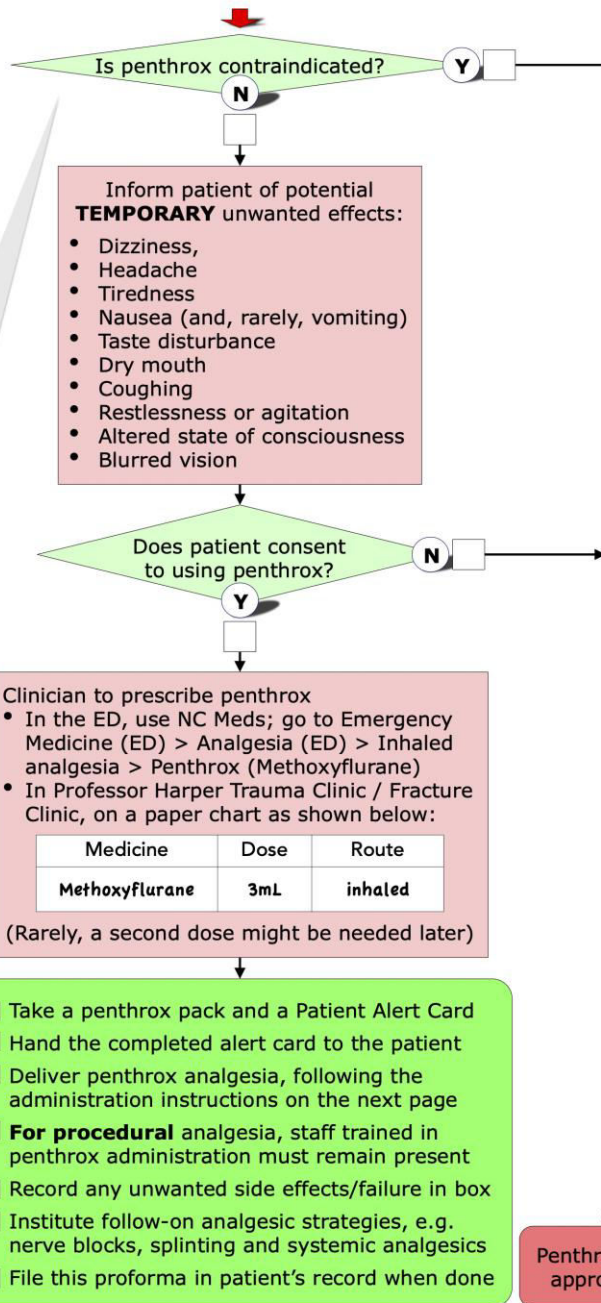 Is penthrox contraindicated?
Y
N
Inform patient of potential
TEMPORARY unwanted effects:
• Dizziness,
• Headache
• Tiredness
• Nausea (and, rarely, vomiting)
• Taste disturbance
• Dry mouth
• Coughing
• Restlessness or agitation
• Altered state of consciousness
• Blurred vision
Does patient consent
to using penthrox?
N
Y
Clinician to prescribe penthrox
• In the ED, use NC Meds; go to Emergency
Medicine (ED) > Analgesia (ED) > Inhaled
analgesia > Penthrox (Methoxyflurane)
• In Professor Harper Trauma Clinic / Fracture
Clinic, on a paper chart as shown below:
Medicine Dose Route
Methoxyflurane 3mL inhaled
(Rarely, a second dose might be needed later)
Take a penthrox pack and a Patient Alert Card
Hand the completed alert card to the patient
Deliver penthrox analgesia, following the
administration instructions on the next page
For procedural analgesia, staff trained in
penthrox administration must remain present
Record any unwanted side effects/failure in box
Institute follow-on analgesic strategies, e.g.
nerve blocks, splinting and systemic analgesics
File this proforma in patient's record when done